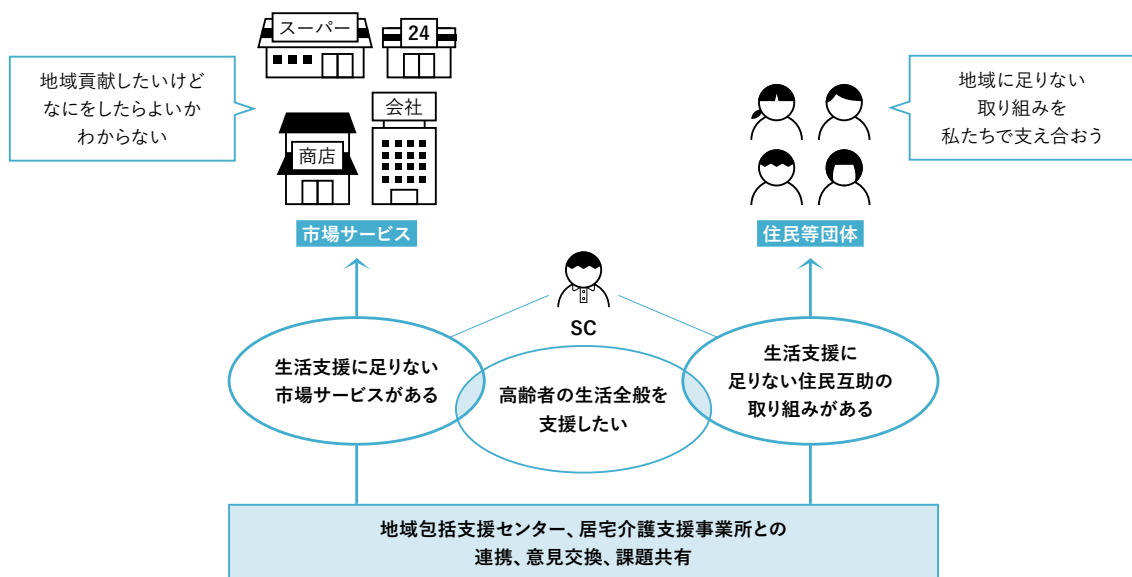 スーパー
24
地域貢献したいけど
なにをしたらよいか
わからない
会社
商店
地域に足りない
取り組みを
私たちで支え合おう
市場サービス
住民等団体
SC
生活支援に足りない
市場サービスがある
高齢者の生活全般を
支援したい
生活支援に
足りない住民互助の
取り組みがある
地域包括支援センター、居宅介護支援事業所との
連携、意見交換、課題共有